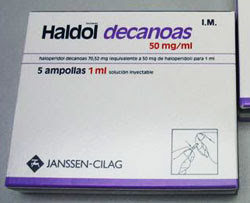 I.M.
Haldol decanoas
50 mg/ml
haloperidol decanoas 70,52 mg (equivalente a 50 mg de haloperidol) para 1 ml
5 ampollas 1 ml solución inyectable
JANSSEN-CILAG